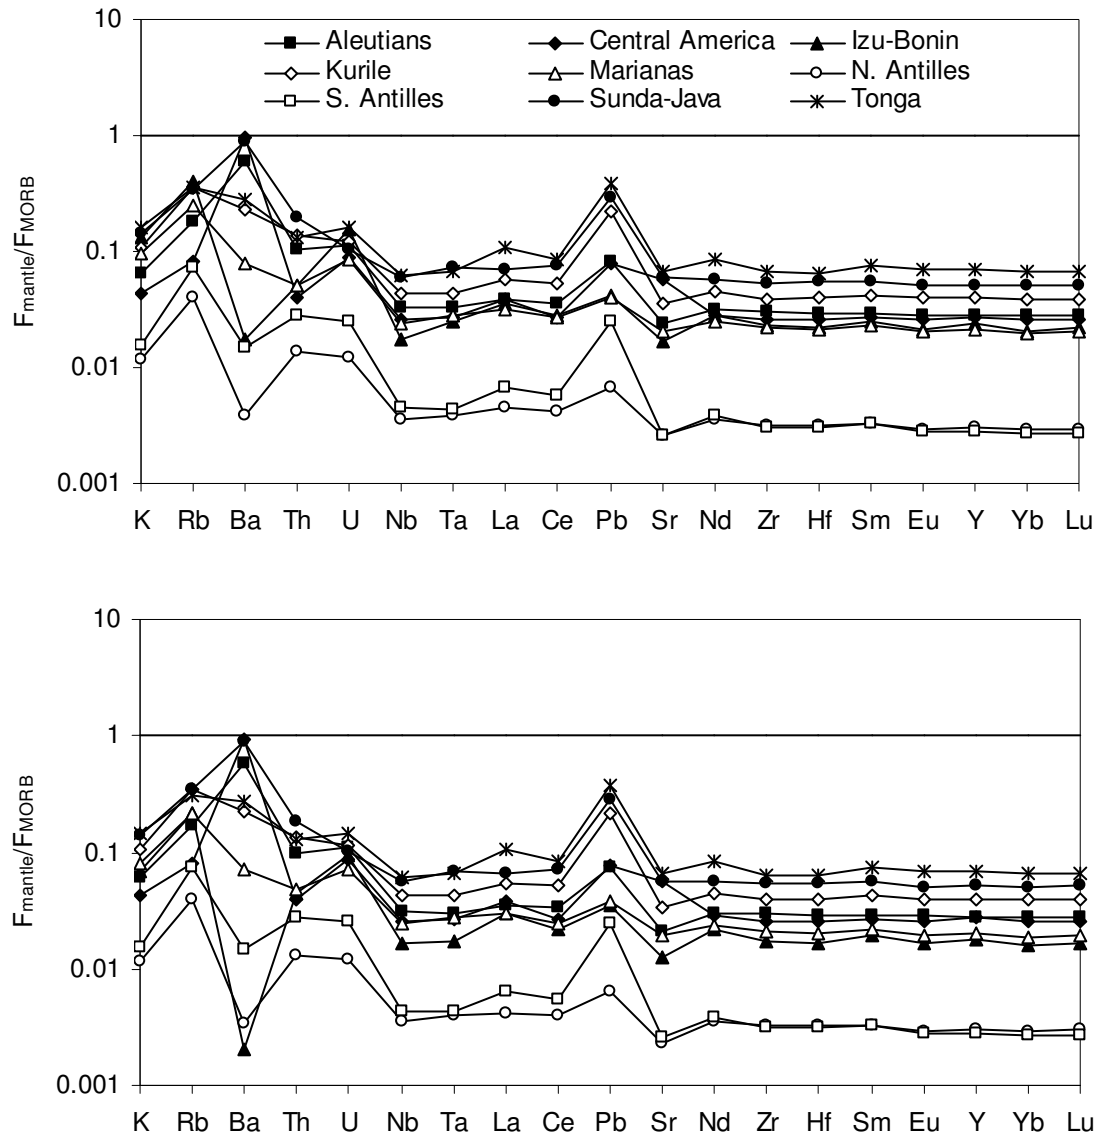 10
Aleutians Central America Izu-Bonin
Kurile Marianas N. Antilles
S. Antilles Sunda-Java Tonga
1
0.1
0.01
0.001
Fmantle/FMORB
K Rb Ba Th U Nb Ta La Ce Pb Sr Nd Zr Hf Sm Eu Y Yb Lu
10
1
0.1
0.01
0.001
Fmantle/FMORB
K Rb Ba Th U Nb Ta La Ce Pb Sr Nd Zr Hf Sm Eu Y Yb Lu